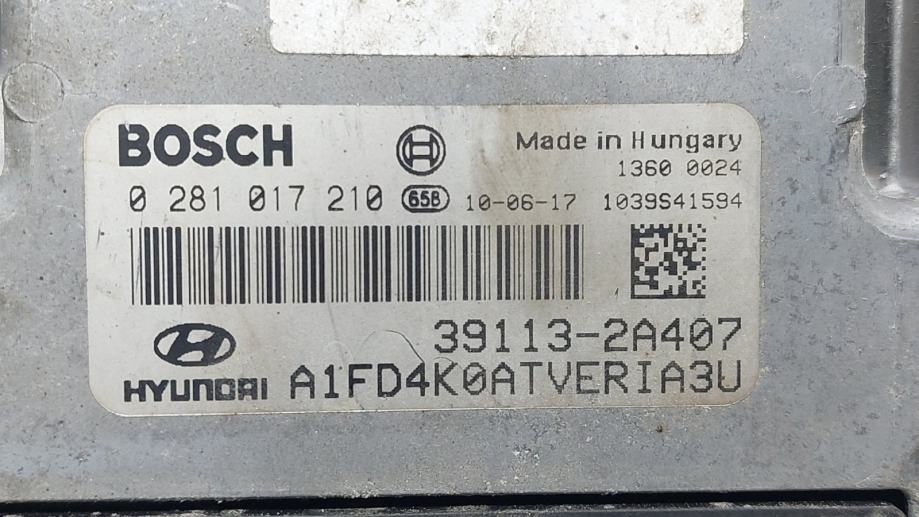 BOSCH
Made in Hungary
1360 0024
0 281 017 210 658 10-06-17 1039S41594
39113-2A407
HYUNDAI A1FD4K0ATVERIA3U